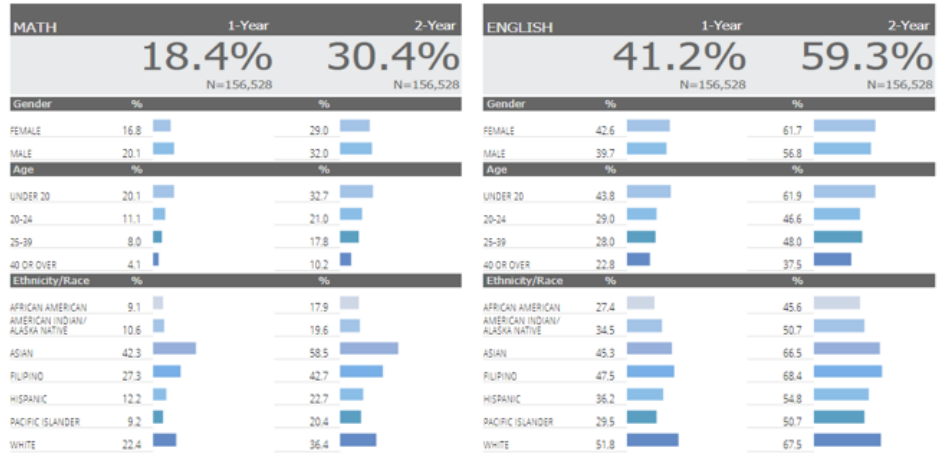 MATH 1-Year 2-Year
18.4% 30.4%
N=156,528 N=156,528
Gender % %
FEMALE 16.8 29.0
MALE 20.1 32.0
Age % %
UNDER 20 20.1 32.7
20-24 11.1 21.0
25-39 8.0 17.8
40 OR OVER 4.1 10.2
Ethnicity/Race % %
AFRICAN AMERICAN 9.1 17.9
AMERICAN INDIAN/
ALASKA NATIVE 10.6 19.6
ASIAN 42.3 58.5
FILIPINO 27.3 42.7
HISPANIC 12.2 22.7
PACIFIC ISLANDER 9.2 20.4
WHITE 22.4 36.4
ENGLISH 1-Year 2-Year
41.2% 59.3%
N=156,528 N=156,528
Gender % %
FEMALE 42.6 61.7
MALE 39.7 56.8
Age % %
UNDER 20 43.8 61.9
20-24 29.0 46.6
25-39 28.0 48.0
40 OR OVER 22.8 37.5
Ethnicity/Race % %
AFRICAN AMERICAN 27.4 45.6
AMERICAN INDIAN/
ALASKA NATIVE 34.5 50.7
ASIAN 45.3 66.5
FILIPINO 47.5 68.4
HISPANIC 36.2 54.8
PACIFIC ISLANDER 29.5 50.7
WHITE 51.8 67.5